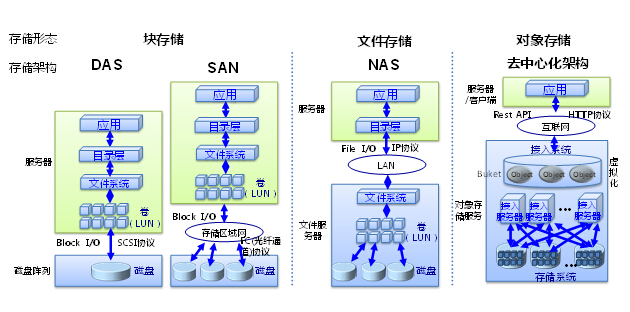 存储形态
块存储
文件存储
对象存储
存储架构
DAS
SAN
NAS
去中心化架构
服务器
应用
目录层
文件系统
卷
(LUN)
Block I/O
SCSI协议
磁盘阵列
磁盘
应用
目录层
文件系统
卷
(LUN)
Block I/O
存储区域网
FC(光纤通
道)协议
磁盘
服务器
应用
目录层
File I/O
IP协议
LAN
文件服
务器
文件系统
卷
(LUN)
磁盘
服务器
/客户端
应用
Rest API
HTTP协议
互联网
接入系统
Buket
Object
Object
Object
虚拟化
对象存
储服务
接入
服务器
接入
服务器
...
接入
服务器
...
存储系统